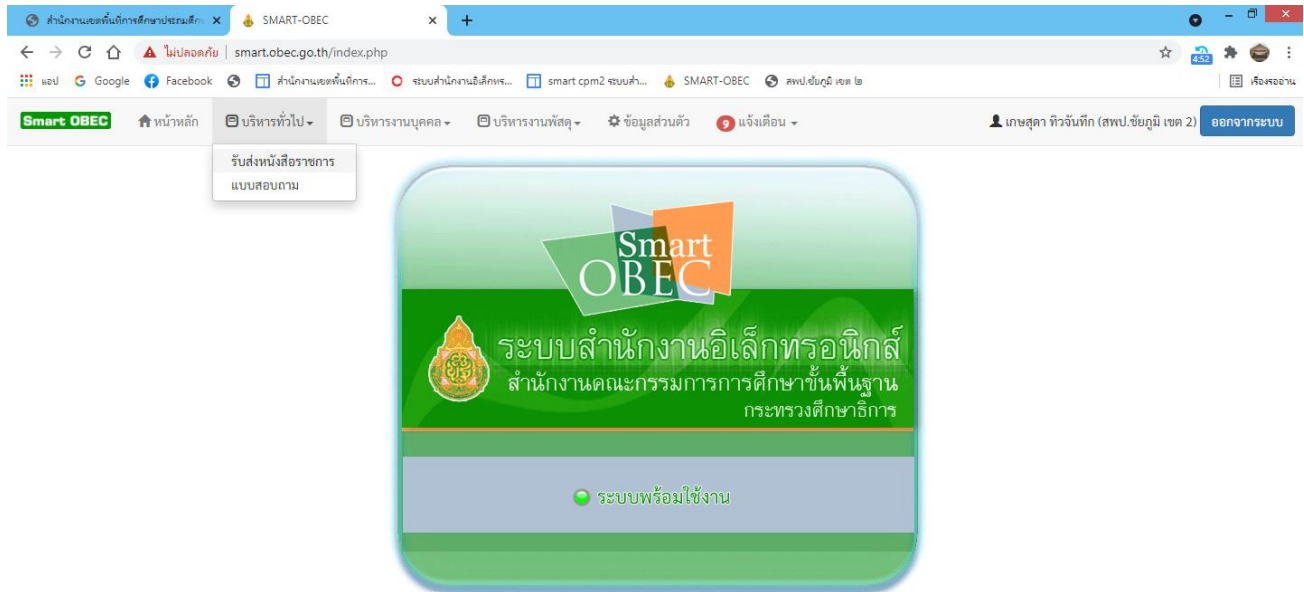 สำนักงานเขตพื้นที่การศึกษาประถมศึก
SMART-OBEC
ไม่ปลอดภัย | smart.obec.go.th/index.php
4:52
แอป Google Facebook สำนักงานเขตพื้นที่การ... ระบบสำนักงานอิเล็กทร... smart cpm2 ระบบสำ... SMART-OBEC สพป.ชัยภูมิ เขต ๒ เรื่องรออ่าน
Smart OBEC หน้าหลัก บริหารทั่วไป บริหารงานบุคคล บริหารงานพัสดุ ข้อมูลส่วนตัว 9 แจ้งเตือน เกษสุดา ทิวจันทึก (สพป.ชัยภูมิ เขต 2) ออกจากระบบ
รับส่งหนังสือราชการ
แบบสอบถาม
Smart
OBEC
ระบบสำนักงานอิเล็กทรอนิกส์
สำนักงานคณะกรรมการการศึกษาขั้นพื้นฐาน
กระทรวงศึกษาธิการ
ระบบพร้อมใช้งาน